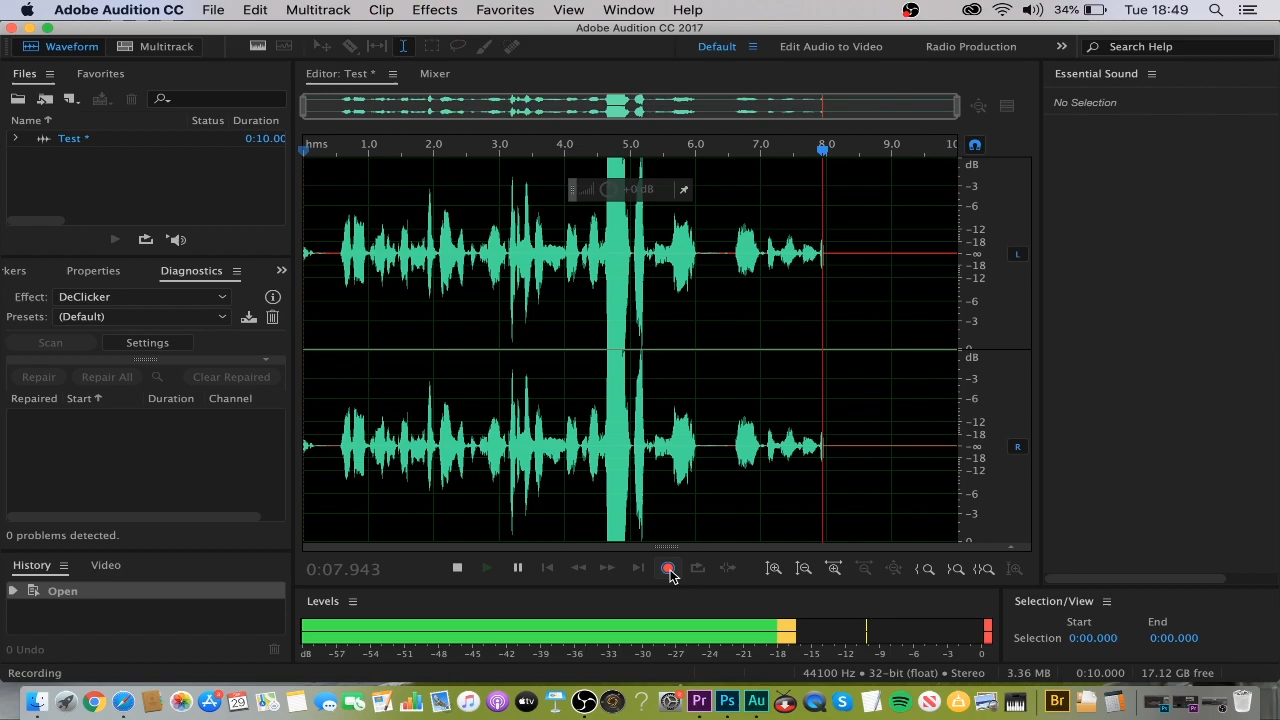 Adobe Audition CC File Edit Multitrack Clip Effects Favorites View Window Help 34% Tue 18:49
Adobe Audition CC 2017
Waveform Multitrack Default Edit Audio to Video Radio Production Search Help
Files Favorites Editor: Test * Mixer Essential Sound
No Selection
Name Status Duration
Test * 0:10.00
hms 1.0 2.0 3.0 4.0 5.0 6.0 7.0 8.0 9.0 10
dB
-3
-6
-12
-18
-∞
-18
-12
-6
-3
L
+0 dB
dB
-3
-6
-12
-18
-∞
-18
-12
-6
-3
R
rkers Properties Diagnostics
Effect: DeClicker
Presets: (Default)
Scan Settings
Repair Repair All Clear Repaired
Repaired Start Duration Channel
0 problems detected.
History Video
Open
0 Undo
0:07.943
Levels
dB -57 -54 -51 -48 -45 -42 -39 -36 -33 -30 -27 -24 -21 -18 -15 -12 -9 -6 -3 0
Selection/View
Start End
Selection 0:00.000 0:00.000
Recording 44100 Hz • 32-bit (float) • Stereo 3.36 MB 0:10.000 17.12 GB free
29 Pr Ps Au Br